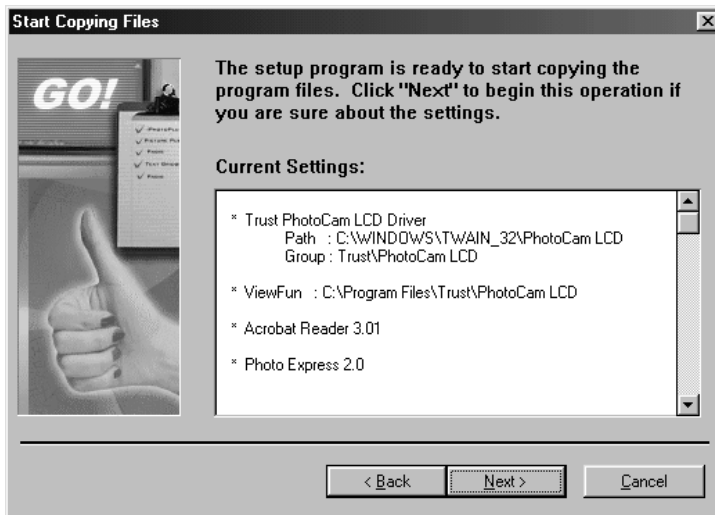 Start Copying Files
GO!
The setup program is ready to start copying the
program files. Click "Next" to begin this operation if
you are sure about the settings.
Current Settings:
* Trust PhotoCam LCD Driver
Path : C:\WINDOWS\TWAIN_32\PhotoCam LCD
Group : Trust\PhotoCam LCD
* ViewFun : C:\Program Files\Trust\PhotoCam LCD
* Acrobat Reader 3.01
* Photo Express 2.0
< Back
Next >
Cancel